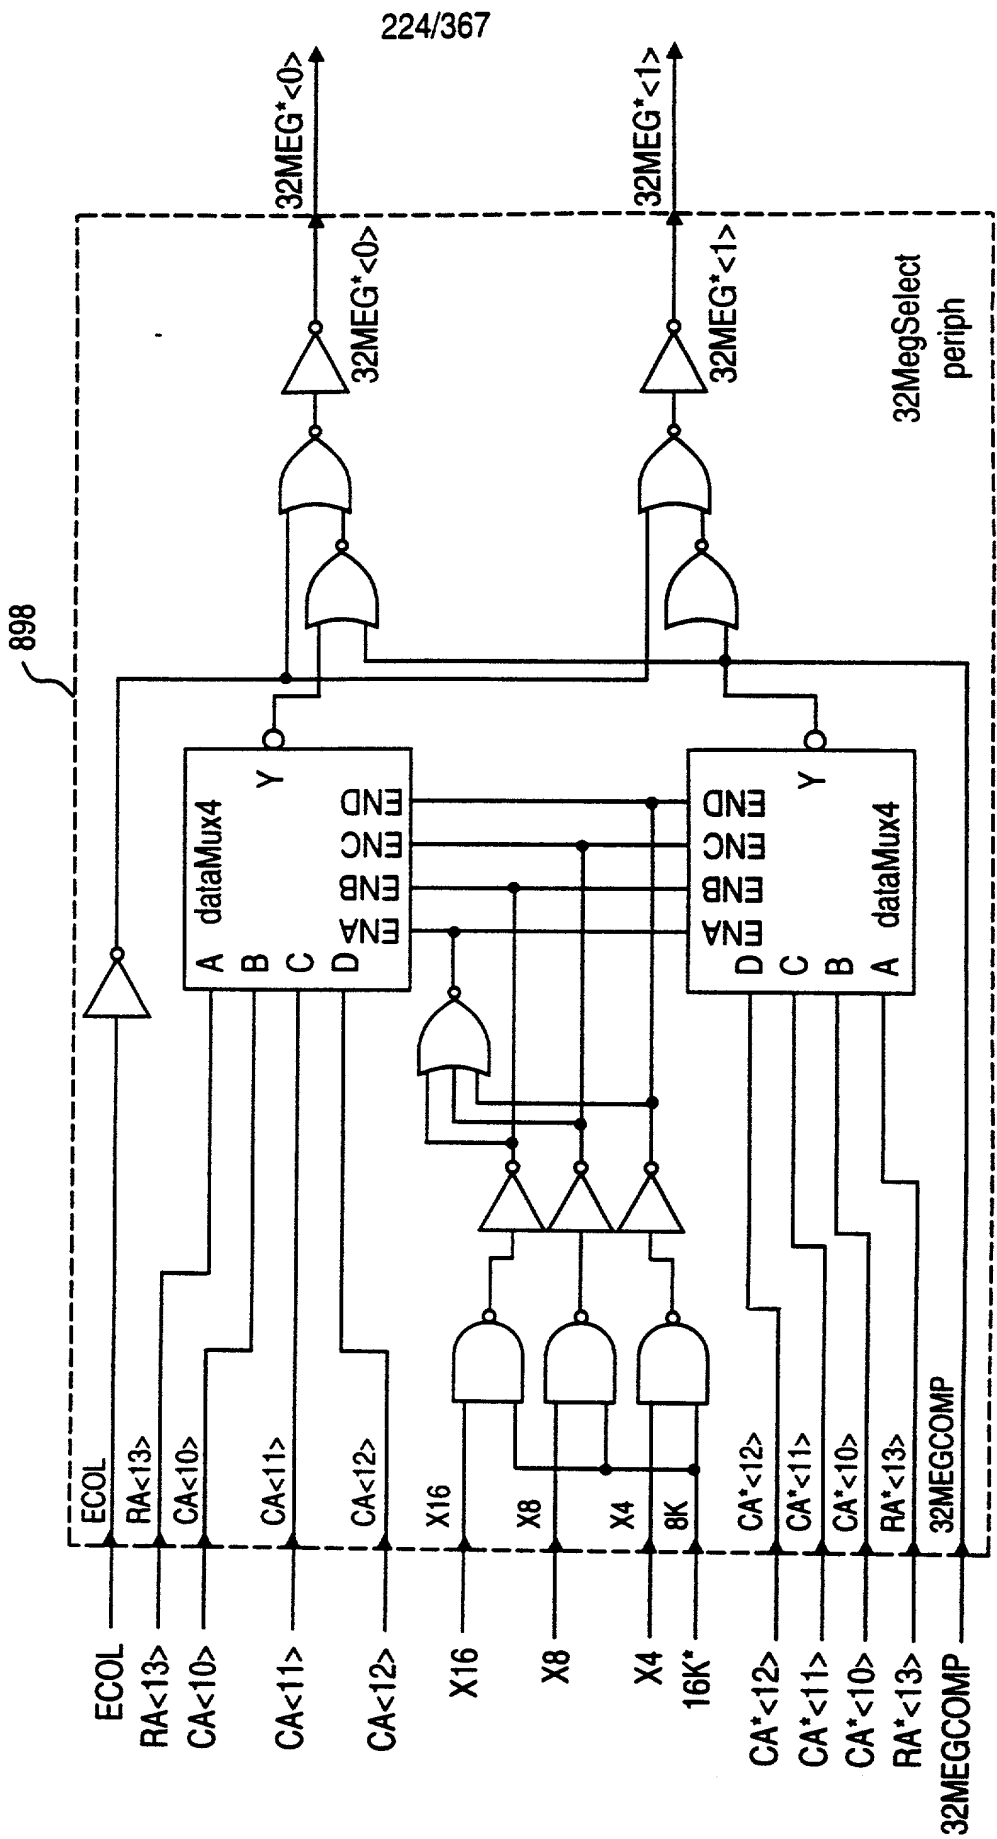 224/367
898
ECOL
RA<13>
CA<10>
CA<11>
CA<12>
X16
X8
X4
16K*
CA*<12>
CA*<11>
CA*<10>
RA*<13>
32MEGCOMP
ECOL
RA<13>
CA<10>
CA<11>
CA<12>
X16
X8
X4
8K
CA*<12>
CA*<11>
CA*<10>
RA*<13>
32MEGCOMP
A
B
C
D
dataMux4
Y
ENA
ENB
ENC
END
D
C
B
A
dataMux4
Y
ENA
ENB
ENC
END
32MEG*<0>
32MEG*<0>
32MEG*<1>
32MEG*<1>
32MegSelect
periph